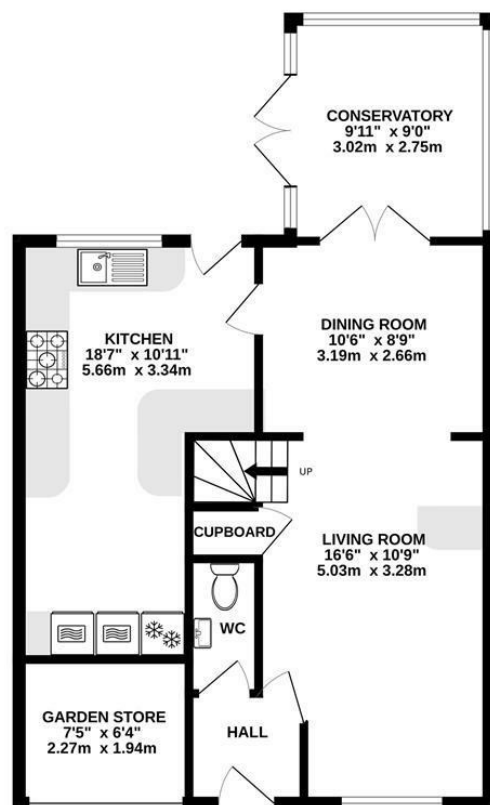 CONSERVATORY
9'11" x 9'0"
3.02m x 2.75m
KITCHEN
18'7" x 10'11"
5.66m x 3.34m
DINING ROOM
10'6" x 8'9"
3.19m x 2.66m
UP
CUPBOARD
LIVING ROOM
16'6" x 10'9"
5.03m x 3.28m
WC
GARDEN STORE
7'5" x 6'4"
2.27m x 1.94m
HALL